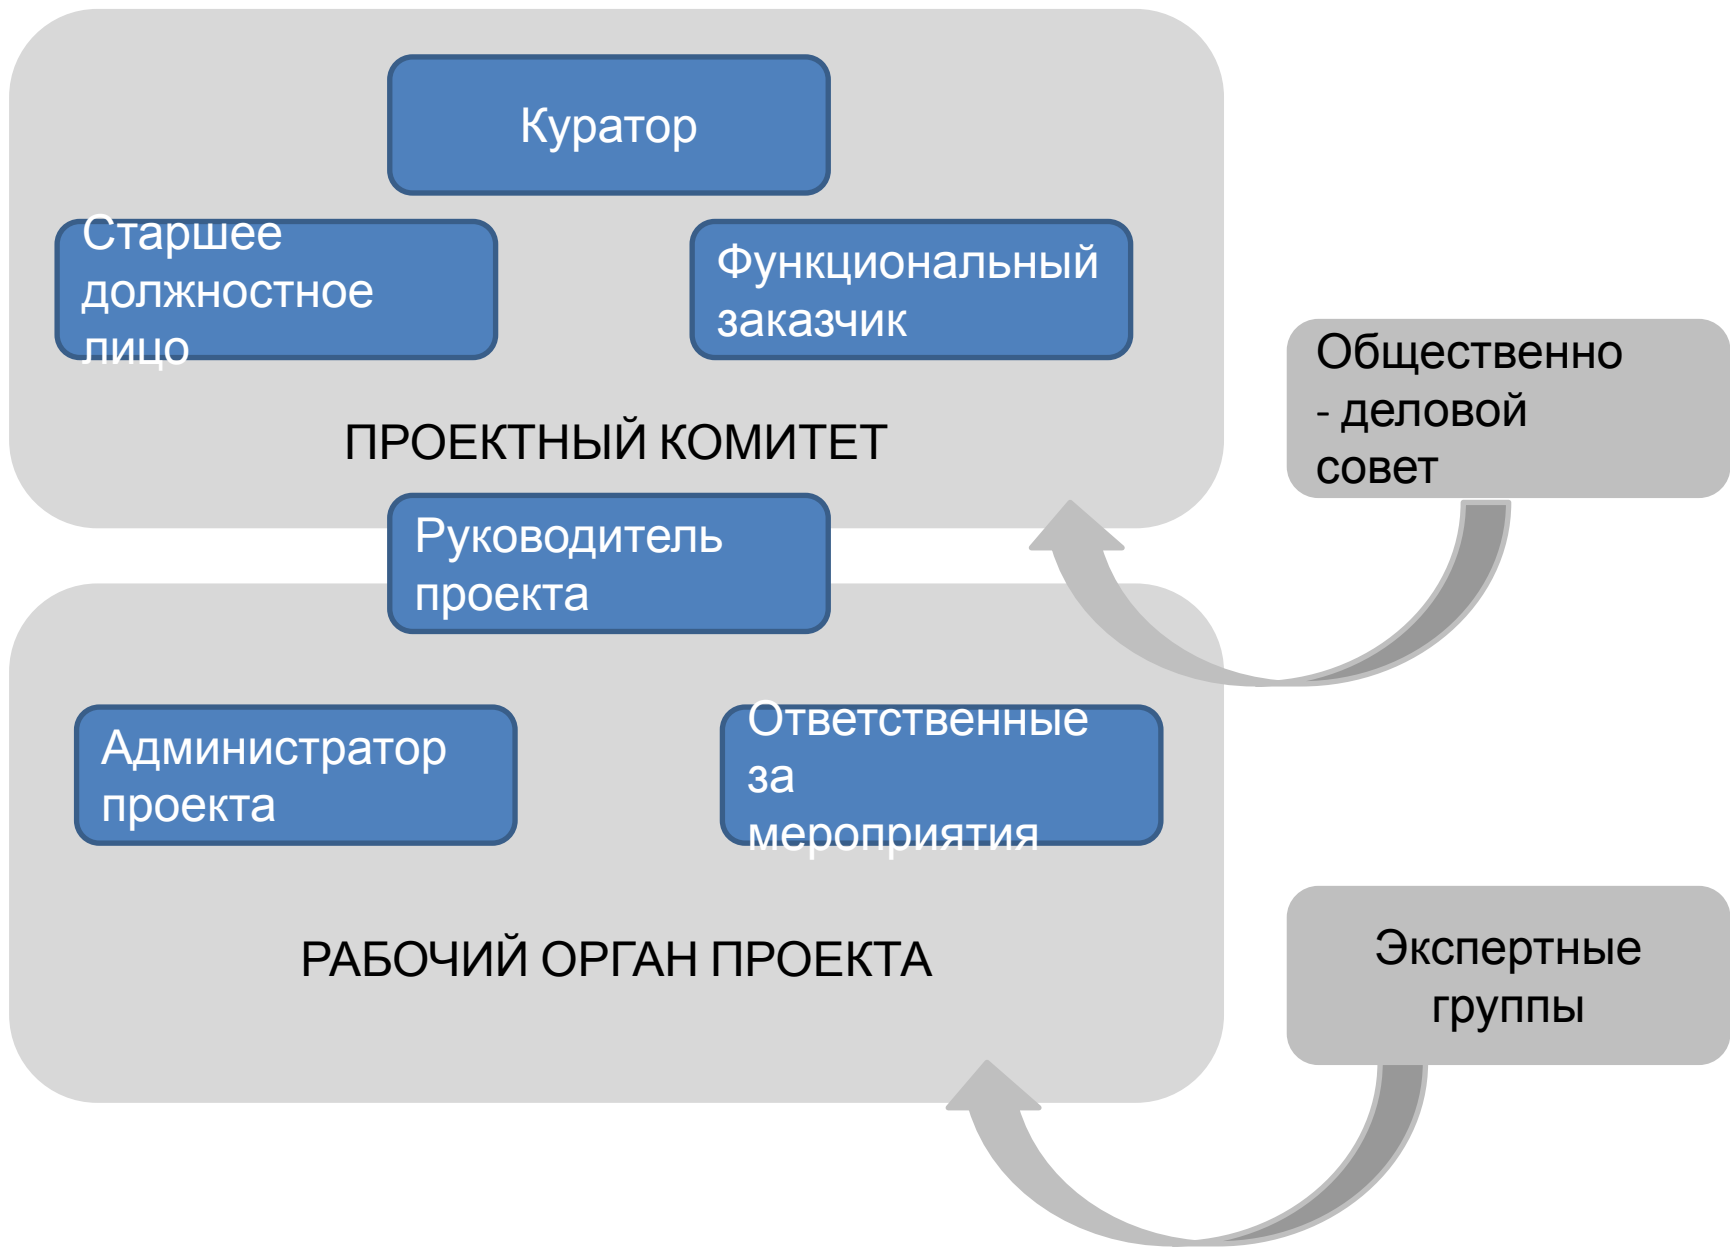 Куратор
Старшее
должностное
лицо
Функциональный
заказчик
ПРОЕКТНЫЙ КОМИТЕТ
Общественно
- деловой
совет
Руководитель
проекта
Администратор
проекта
Ответственные
за
мероприятия
РАБОЧИЙ ОРГАН ПРОЕКТА
Экспертные
группы